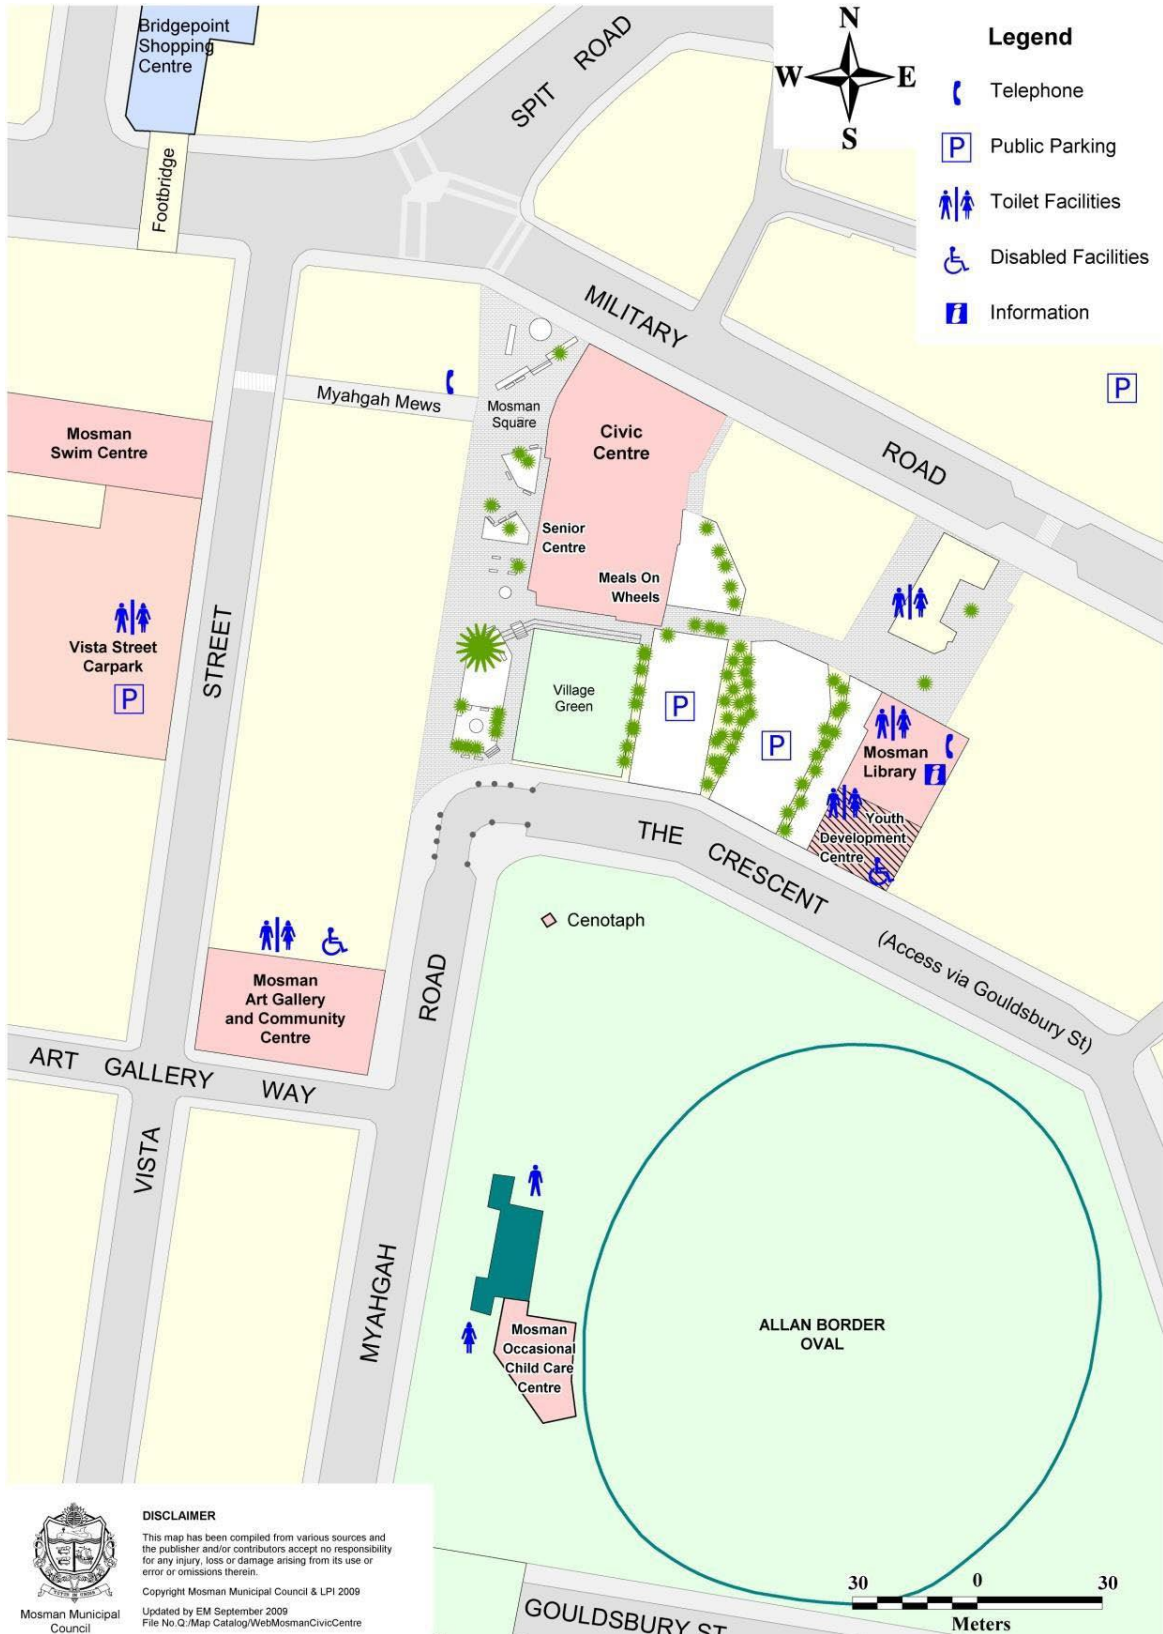 Bridgepoint
Shopping
Centre
Footbridge
SPIT ROAD
N
W E
S
Legend
Telephone
P Public Parking
Toilet Facilities
Disabled Facilities
i Information
MILITARY
ROAD
P
Myahgah Mews
Mosman
Square
Civic
Centre
Senior
Centre
Meals On
Wheels
Mosman
Swim Centre
Vista Street
Carpark
P
STREET
Village
Green
P
P
Mosman
Library
i
Youth
Development
Centre
THE CRESCENT
(Access via Gouldsbury St)
Cenotaph
Mosman
Art Gallery
and Community
Centre
ROAD
ART GALLERY WAY
VISTA
MYAHGAH
Mosman
Occasional
Child Care
Centre
ALLAN BORDER
OVAL
Mosman Municipal
Council
DISCLAIMER
This map has been compiled from various sources and
the publisher and/or contributors accept no responsibility
for any injury, loss or damage arising from its use or
error or omissions therein.
Copyright Mosman Municipal Council & LPI 2009
Updated by EM September 2009
File No.Q:/Map Catalog/WebMosmanCivicCentre
GOULDSBURY ST
30 0 30
Meters